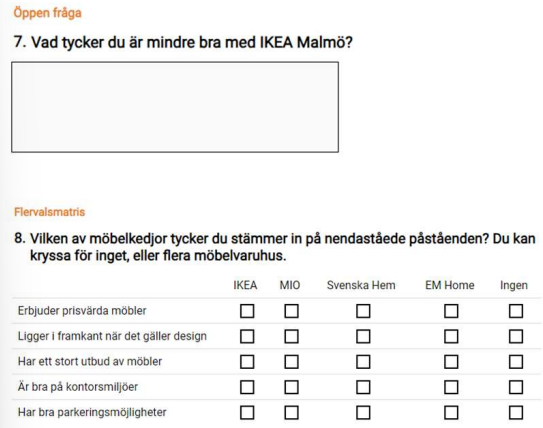 Öppen fråga
7. Vad tycker du är mindre bra med IKEA Malmö?
Flervalsmatris
8. Vilken av möbelkedjor tycker du stämmer in på nendaståede påståenden? Du kan
kryssa för inget, eller flera möbelvaruhus.
IKEA MIO Svenska Hem EM Home Ingen
Erbjuder prisvärda möbler
Ligger i framkant när det gäller design
Har ett stort utbud av möbler
Är bra på kontorsmiljöer
Har bra parkeringsmöjligheter